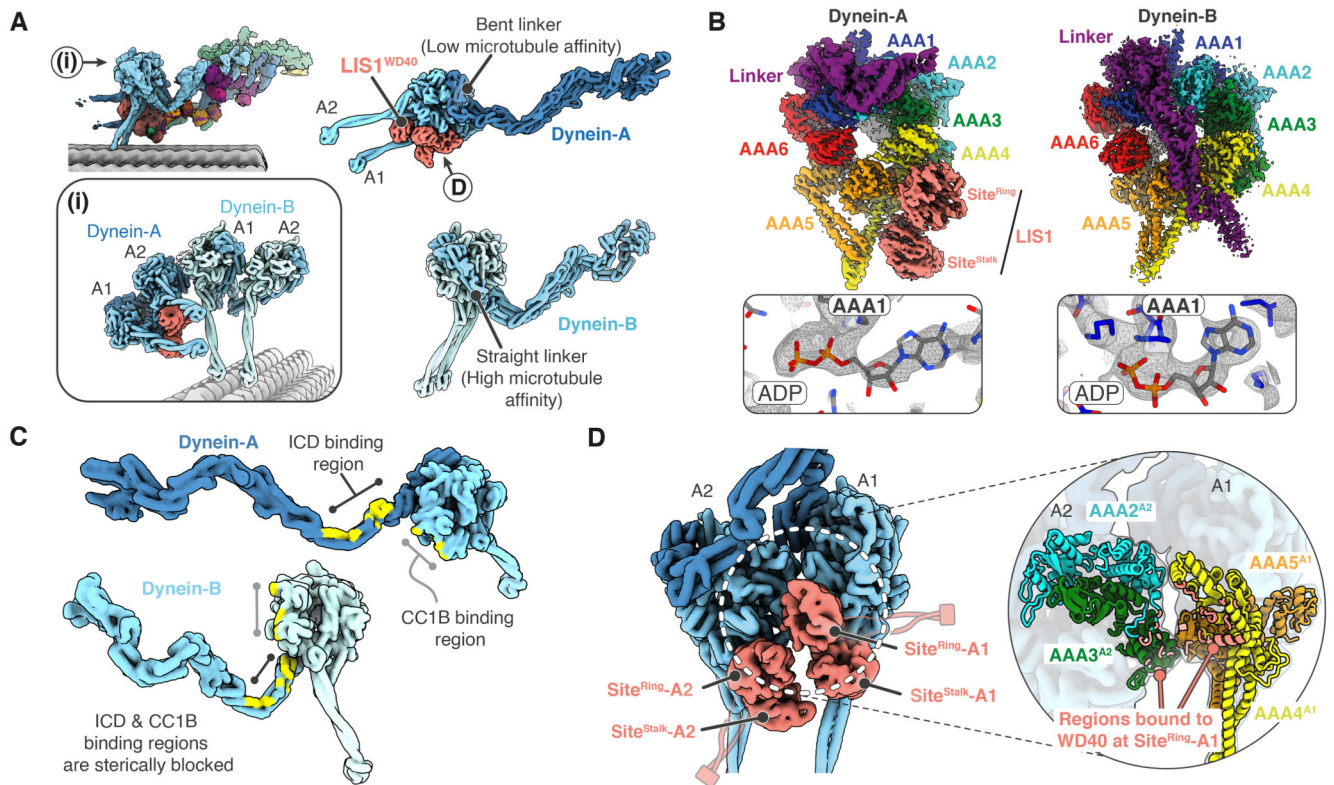 A
(i)
Bent linker
(Low microtubule affinity)
LIS1WD40
A2
A1
Dynein-A
D
(i)
Dynein-A
A2
A1
Dynein-B
A1
A2
Dynein-B
Straight linker
(High microtubule
affinity)
B
Dynein-A
Linker
AAA1
AAA2
AAA3
AAA4
AAA5
AAA6
SiteRing
SiteStalk
LIS1
Dynein-B
Linker
AAA1
AAA2
AAA3
AAA4
AAA5
AAA6
AAA1
ADP
AAA1
ADP
C
Dynein-A
ICD binding
region
CC1B binding
region
Dynein-B
ICD & CC1B
binding regions
are sterically blocked
D
A2
A1
SiteRing-A1
SiteStalk-A1
SiteRing-A2
SiteStalk-A2
A2
A1
AAA2A2
AAA5A1
AAA3A2
AAA4A1
Regions bound to
WD40 at SiteRing-A1